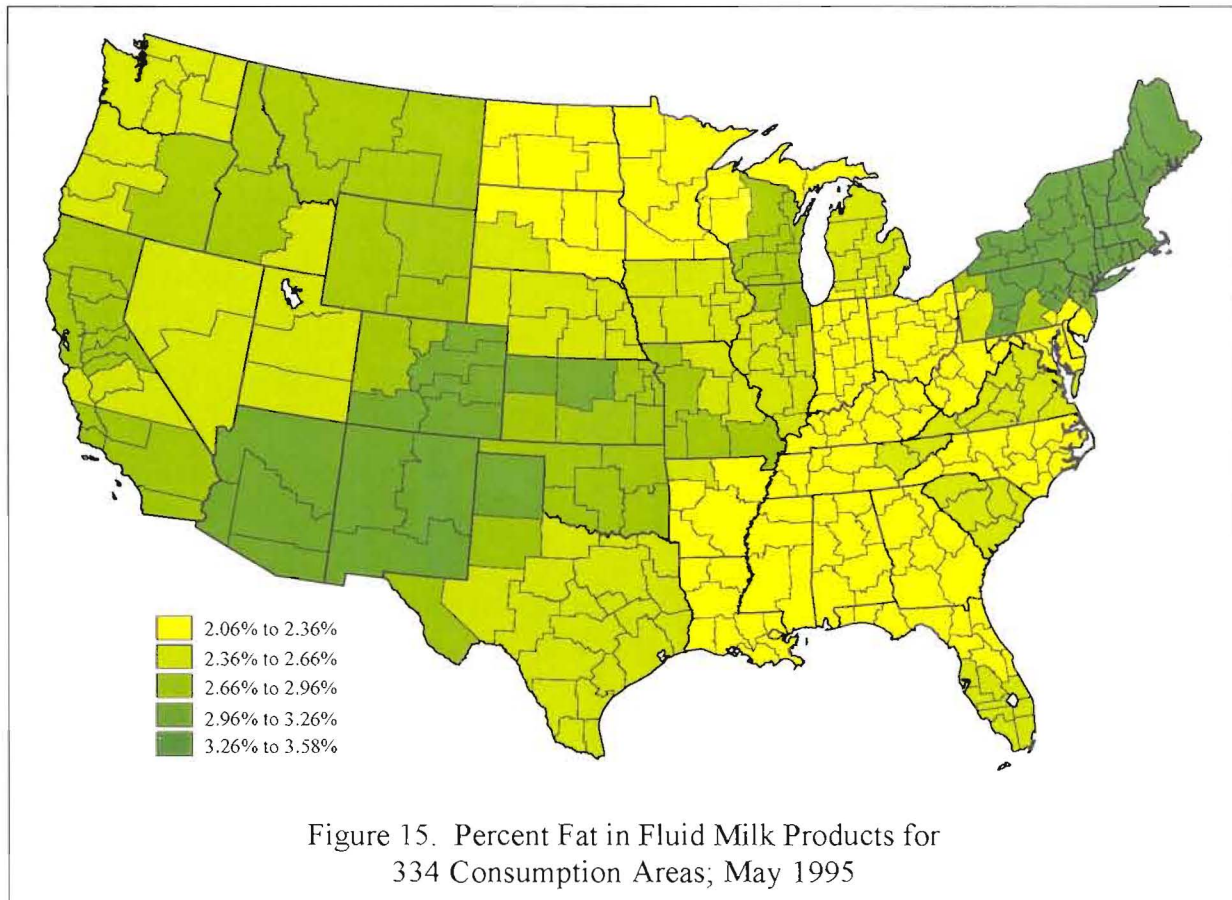 2.06% to 2.36%
2.36% to 2.66%
2.66% to 2.96%
2.96% to 3.26%
3.26% to 3.58%
Figure 15. Percent Fat in Fluid Milk Products for
334 Consumption Areas; May 1995